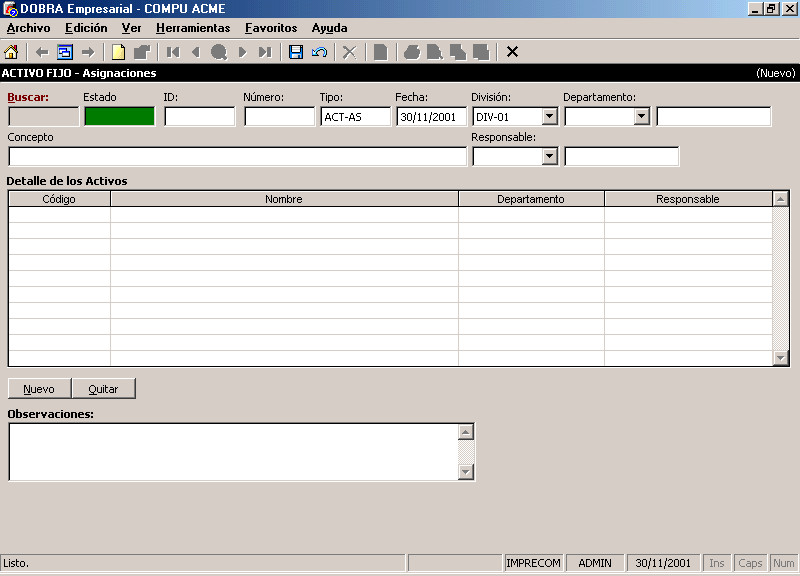 DOBRA Empresarial - COMPU ACME
Archivo Edición Ver Herramientas Favoritos Ayuda
ACTIVO FIJO - Asignaciones (Nuevo)
Buscar: Estado ID: Número: Tipo: Fecha: División: Departamento:
ACT-AS 30/11/2001 DIV-01
Concepto Responsable:
Detalle de los Activos
Código Nombre Departamento Responsable
Nuevo Quitar
Observaciones:
Listo. IMPRECOM ADMIN 30/11/2001 Ins Caps Num